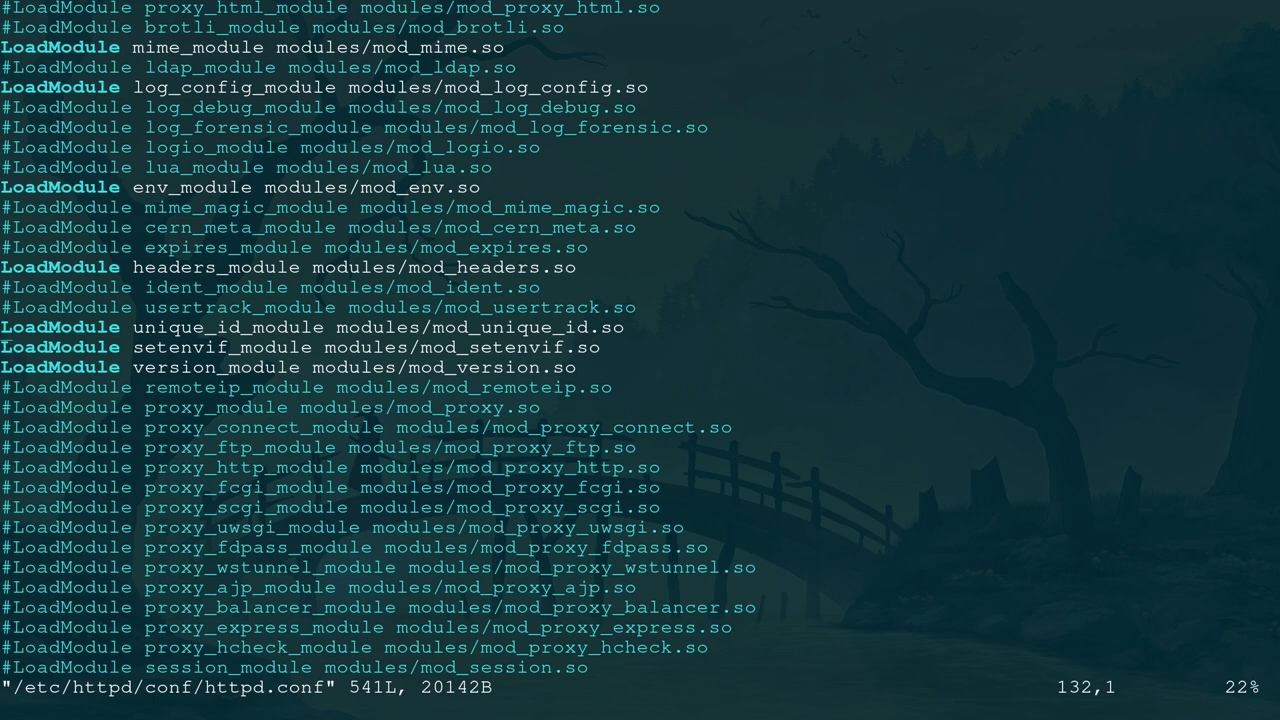 #LoadModule proxy_html_module modules/mod_proxy_html.so
#LoadModule brotli_module modules/mod_brotli.so
LoadModule mime_module modules/mod_mime.so
#LoadModule ldap_module modules/mod_ldap.so
LoadModule log_config_module modules/mod_log_config.so
#LoadModule log_debug_module modules/mod_log_debug.so
#LoadModule log_forensic_module modules/mod_log_forensic.so
#LoadModule logio_module modules/mod_logio.so
#LoadModule lua_module modules/mod_lua.so
LoadModule env_module modules/mod_env.so
#LoadModule mime_magic_module modules/mod_mime_magic.so
#LoadModule cern_meta_module modules/mod_cern_meta.so
#LoadModule expires_module modules/mod_expires.so
LoadModule headers_module modules/mod_headers.so
#LoadModule ident_module modules/mod_ident.so
#LoadModule usertrack_module modules/mod_usertrack.so
LoadModule unique_id_module modules/mod_unique_id.so
LoadModule setenvif_module modules/mod_setenvif.so
LoadModule version_module modules/mod_version.so
#LoadModule remoteip_module modules/mod_remoteip.so
#LoadModule proxy_module modules/mod_proxy.so
#LoadModule proxy_connect_module modules/mod_proxy_connect.so
#LoadModule proxy_ftp_module modules/mod_proxy_ftp.so
#LoadModule proxy_http_module modules/mod_proxy_http.so
#LoadModule proxy_fcgi_module modules/mod_proxy_fcgi.so
#LoadModule proxy_scgi_module modules/mod_proxy_scgi.so
#LoadModule proxy_uwsgi_module modules/mod_proxy_uwsgi.so
#LoadModule proxy_fdpass_module modules/mod_proxy_fdpass.so
#LoadModule proxy_wstunnel_module modules/mod_proxy_wstunnel.so
#LoadModule proxy_ajp_module modules/mod_proxy_ajp.so
#LoadModule proxy_balancer_module modules/mod_proxy_balancer.so
#LoadModule proxy_express_module modules/mod_proxy_express.so
#LoadModule proxy_hcheck_module modules/mod_proxy_hcheck.so
#LoadModule session_module modules/mod_session.so
"/etc/httpd/conf/httpd.conf" 541L, 20142B 132,1 22%